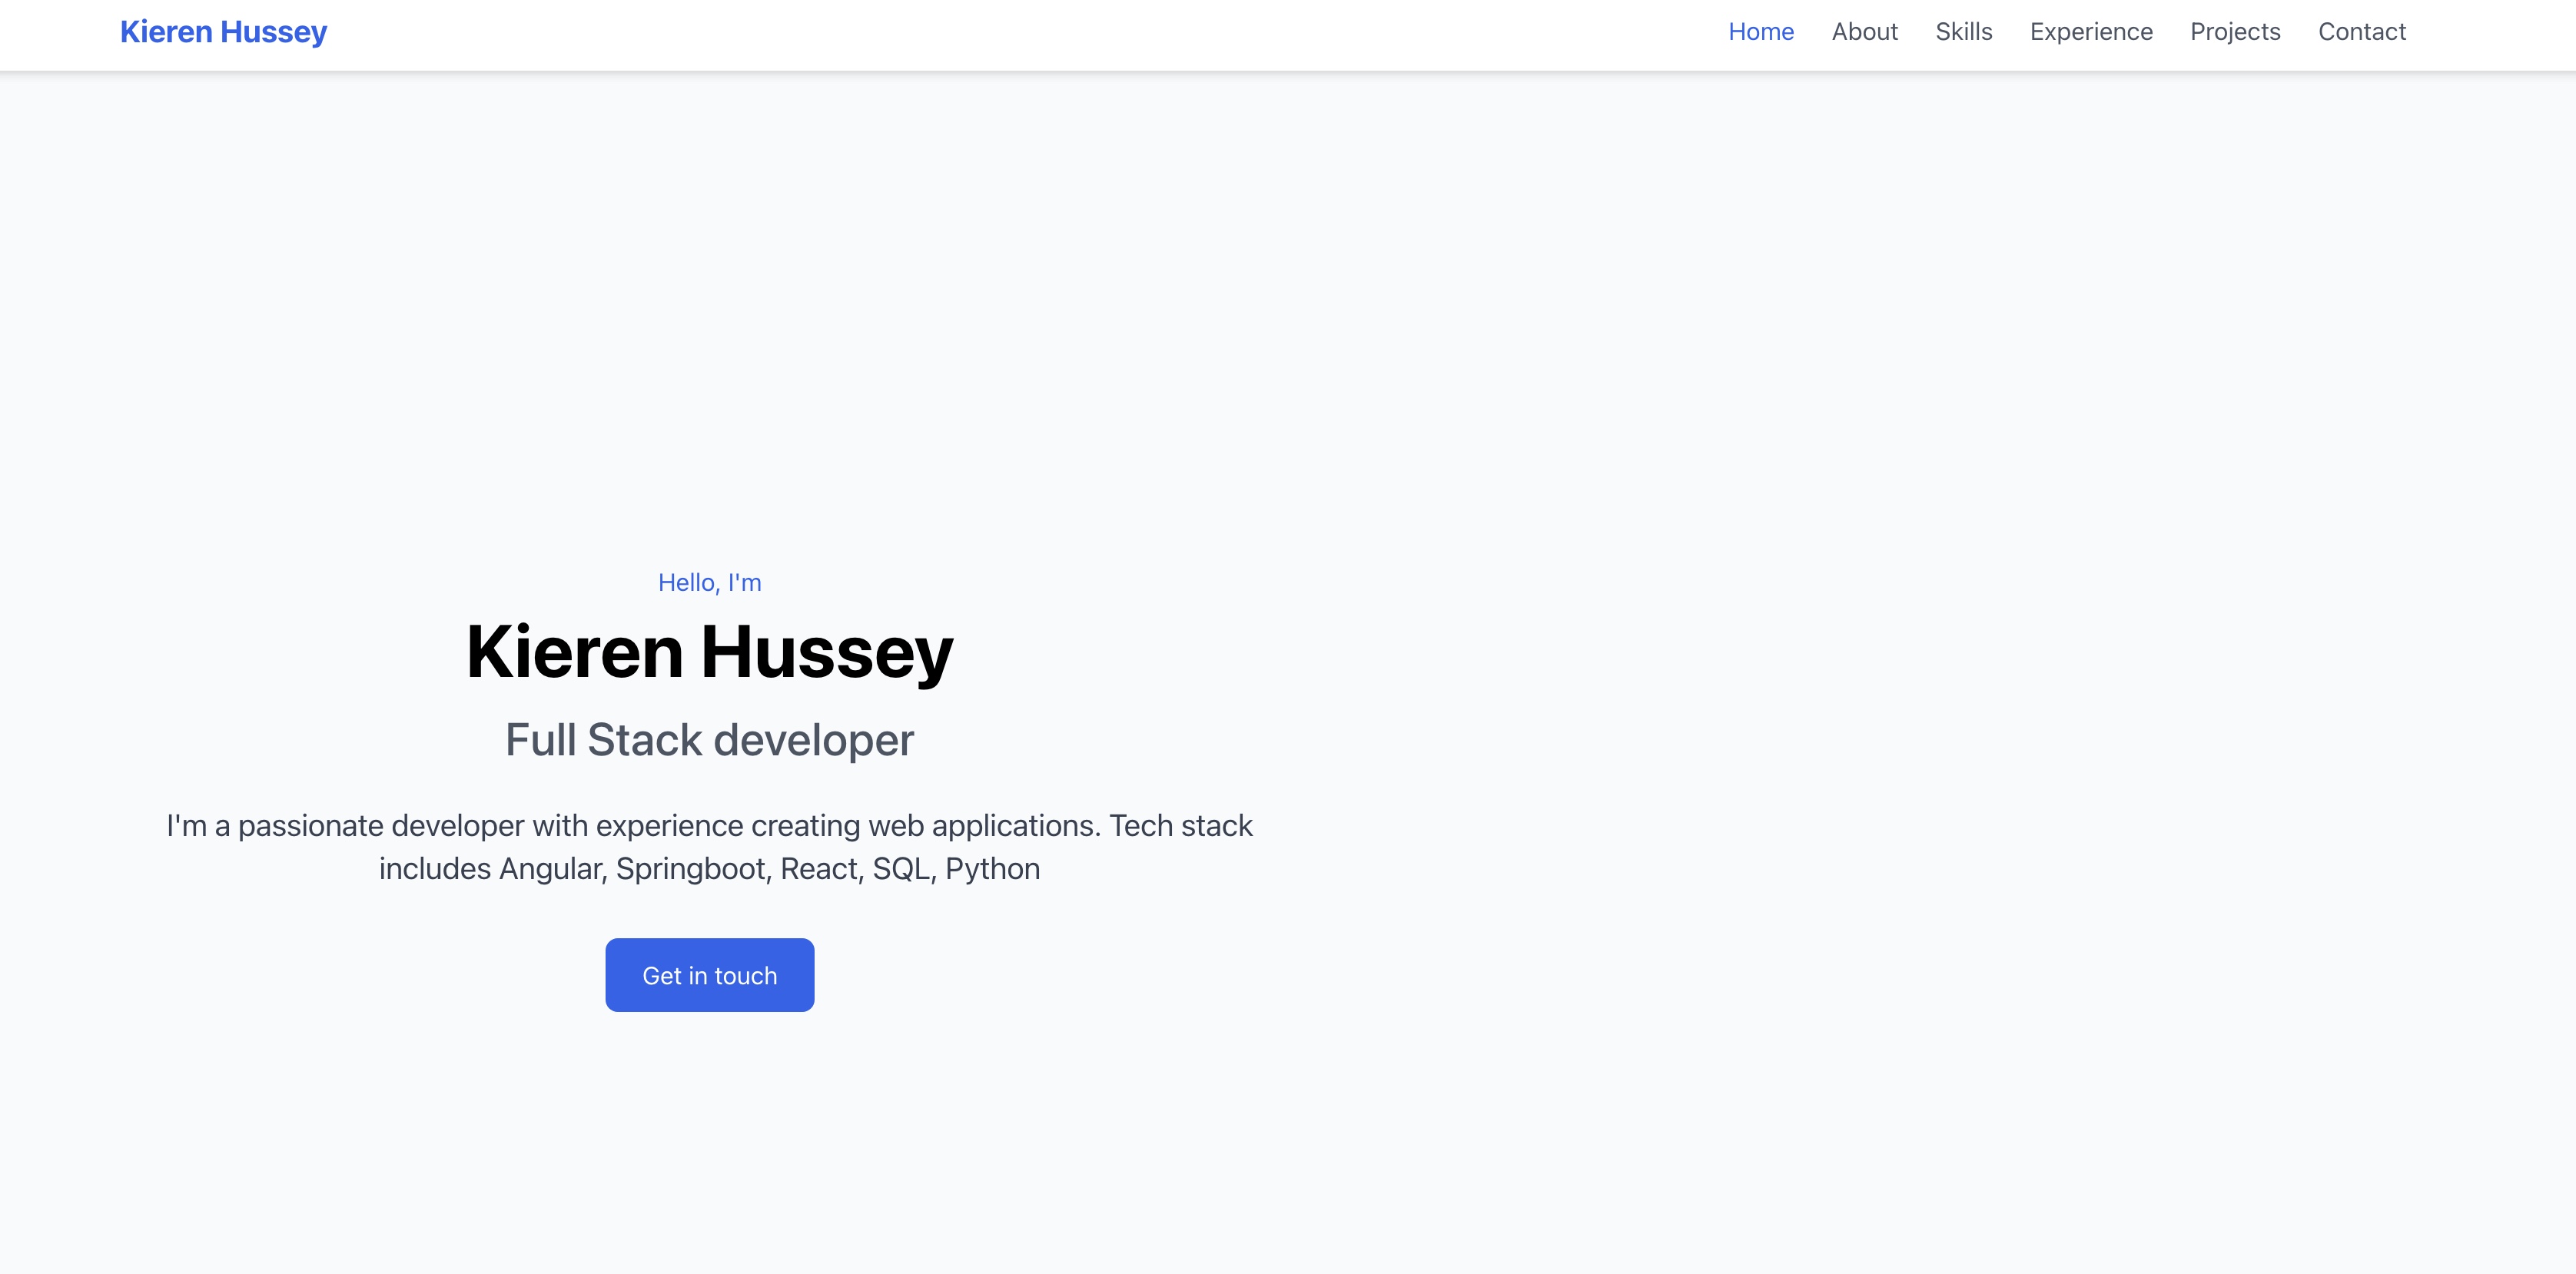 Kieren Hussey
Home About Skills Experience Projects Contact
Hello, I'm
Kieren Hussey
Full Stack developer
I'm a passionate developer with experience creating web applications. Tech stack
includes Angular, Springboot, React, SQL, Python
Get in touch